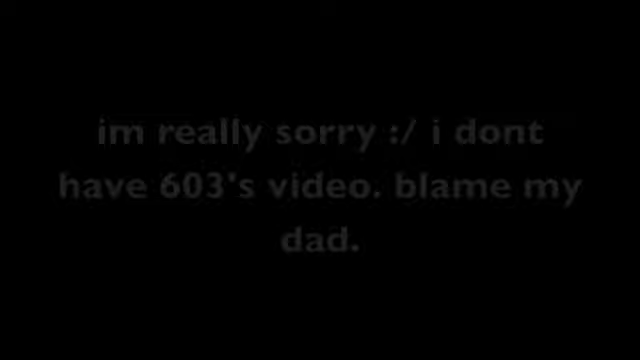 im really sorry :/ i dont
have 603's video. blame my
dad.